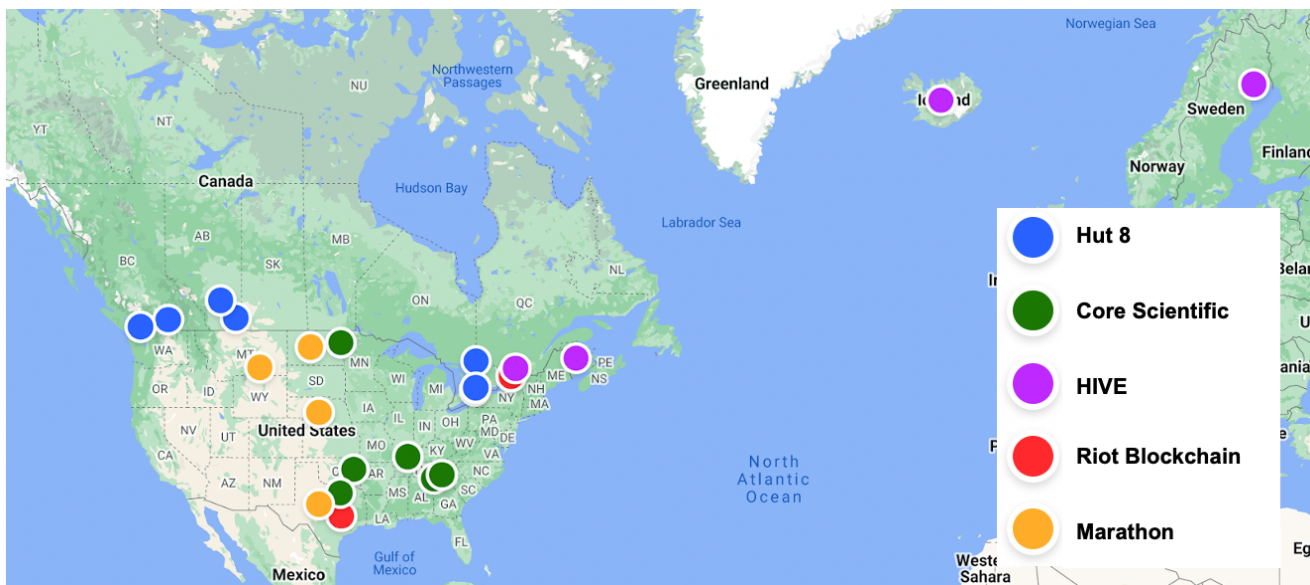 Norwegian Sea
Greenland
Northwestern
Passages
NU
Iceland
Sweden
YT
NT
Norway
Finland
Canada
Hudson Bay
Labrador Sea
AB
MB
BC
SK
NL
ON
QC
WA
MT
MN
PE
ME
NS
OR
ID
SD
WI
MI
NH
NY
MA
WY
IA
NV
UT
United States
IL
IN
OH
PA
MD
DE
CA
MO
KY
WV
VA
AZ
NM
AR
NC
MS
AL
SC
GA
LA
FL
North
Atlantic
Ocean
Gulf of
Mexico
Mexico
Sahara
Hut 8
Core Scientific
HIVE
Riot Blockchain
Marathon